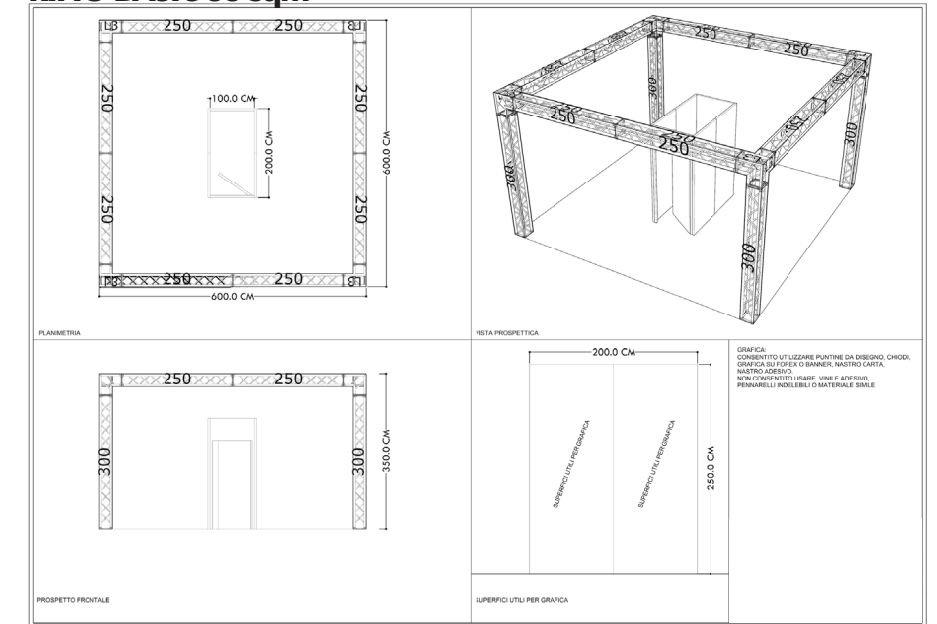 250 250
250
250
100.0 CM
200.0 CM
600.0 CM
250
250
250 250
600.0 CM
PLANIMETRIA
250
250
300
250
250
250
300
300
300
VISTA PROSPETTICA
250 250
300
300
350.0 CM
PROSPETTO FRONTALE
200.0 CM
SUPERFICI UTILI PER GRAFICA
SUPERFICI UTILI PER GRAFICA
250.0 CM
SUPERFICI UTILI PER GRAFICA
GRAFICA:
CONSENTITO UTLIZZARE PUNTINE DA DISEGNO, CHIODI,
GRAFICA SU FOREX O BANNER, NASTRO CARTA,
NASTRO ADESIVO.
NON CONSENTITO USARE VINILE ADESIVO,
PENNARELLI INDELEBILI O MATERIALE SIMILE